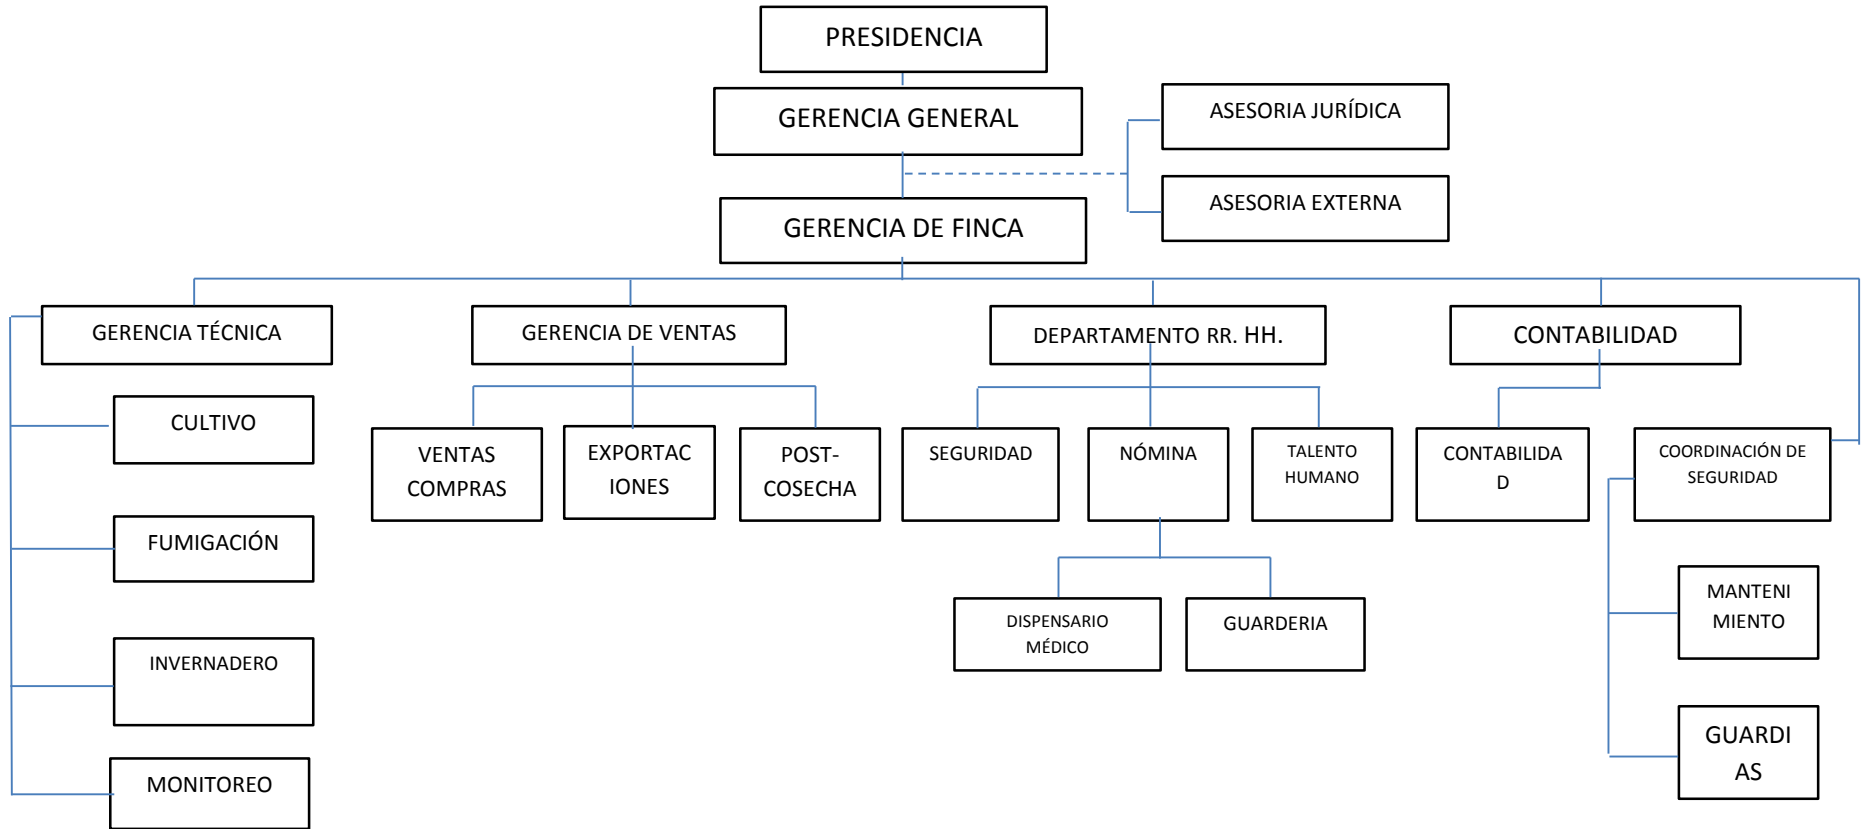 PRESIDENCIA
GERENCIA GENERAL
ASESORIA JURÍDICA
ASESORIA EXTERNA
GERENCIA DE FINCA
GERENCIA TÉCNICA
GERENCIA DE VENTAS
DEPARTAMENTO RR. HH.
CONTABILIDAD
CULTIVO
VENTAS
COMPRAS
EXPORTAC
IONES
POST-
COSECHA
SEGURIDAD
NÓMINA
TALENTO
HUMANO
CONTABILIDA
D
COORDINACIÓN DE
SEGURIDAD
FUMIGACIÓN
DISPENSARIO
MÉDICO
GUARDERIA
MANTENI
MIENTO
INVERNADERO
GUARDI
AS
MONITOREO